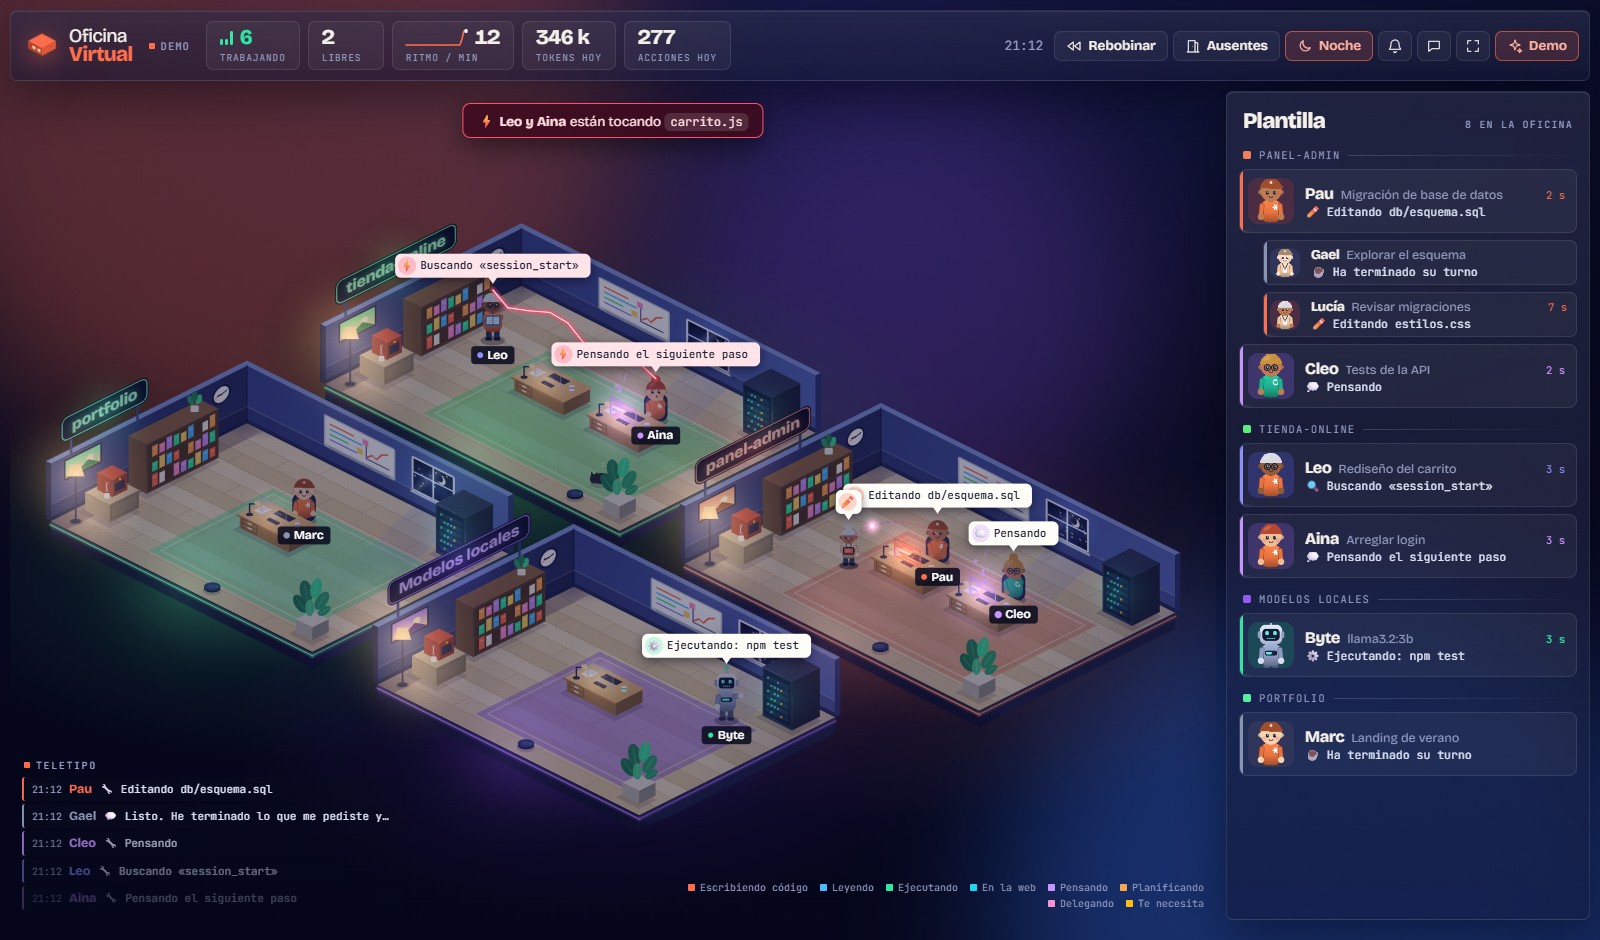 Oficina
Virtual
DEMO
6
TRABAJANDO
2
LIBRES
12
RITMO / MIN
346 k
TOKENS HOY
277
ACCIONES HOY
21:12
Rebobinar
Ausentes
Noche
Demo
Leo y Aina están tocando carrito.js
Plantilla
8 EN LA OFICINA
PANEL-ADMIN
Pau Migración de base de datos 2 s
Editando db/esquema.sql
Gael Explorar el esquema
Ha terminado su turno
Lucía Revisar migraciones 7 s
Editando estilos.css
Cleo Tests de la API 2 s
Pensando
TIENDA-ONLINE
Leo Rediseño del carrito 3 s
Buscando «session_start»
Aina Arreglar login 3 s
Pensando el siguiente paso
MODELOS LOCALES
Byte llama3.2:3b 3 s
Ejecutando: npm test
PORTFOLIO
Marc Landing de verano
Ha terminado su turno
Buscando «session_start»
Leo
Pensando el siguiente paso
Aina
portfolio
Marc
panel-admin
Editando db/esquema.sql
Pensando
Pau
Cleo
Modelos locales
Ejecutando: npm test
Byte
TELETIPO
21:12 Pau Editando db/esquema.sql
21:12 Gael Listo. He terminado lo que me pediste y…
21:12 Cleo Pensando
21:12 Leo Buscando «session_start»
21:12 Aina Pensando el siguiente paso
Escribiendo código Leyendo Ejecutando En la web Pensando Planificando
Delegando Te necesita